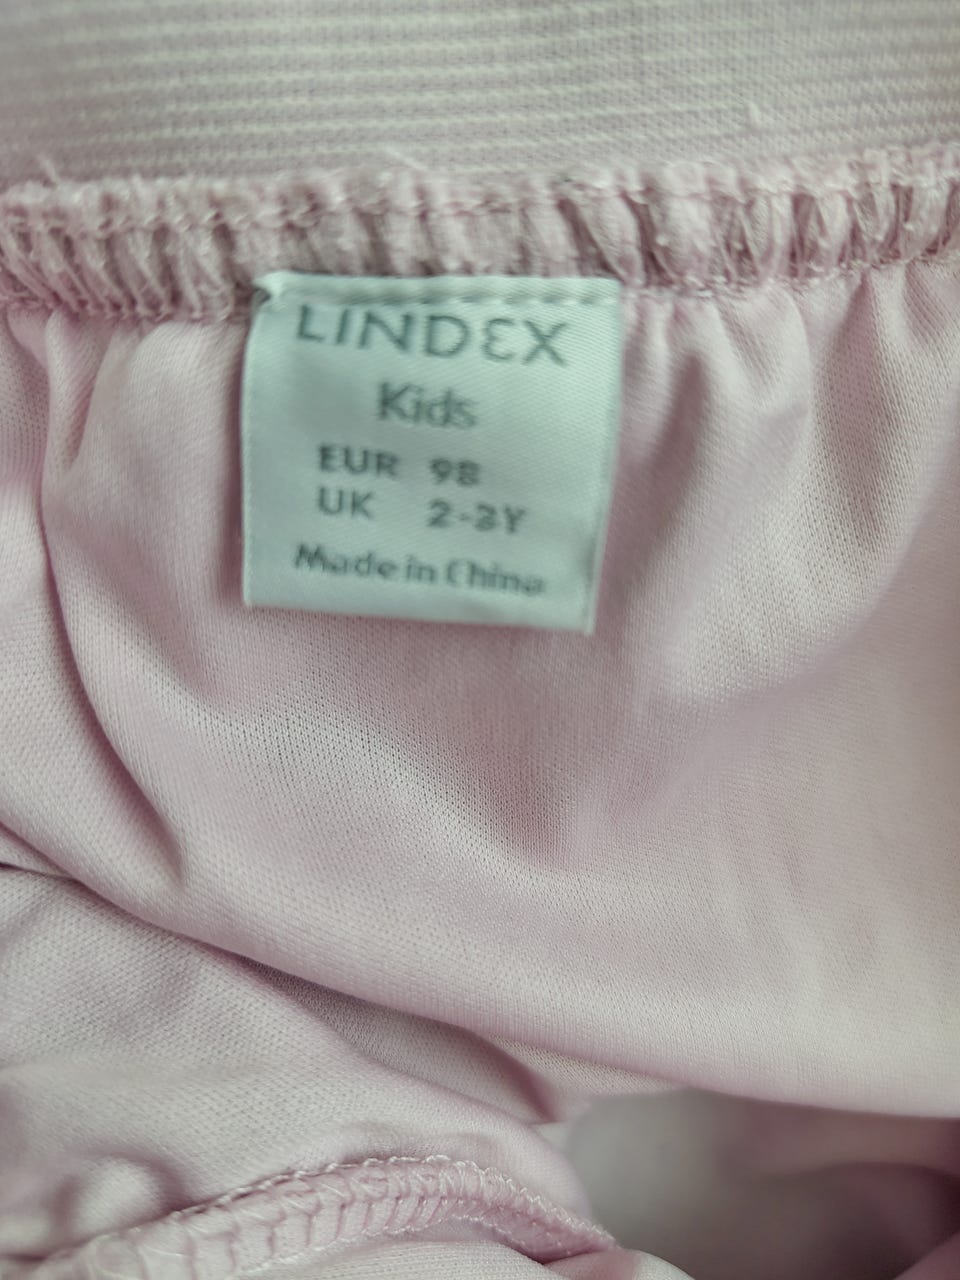 LINDEX
Kids
EUR 98
UK 2-3Y
Made in China